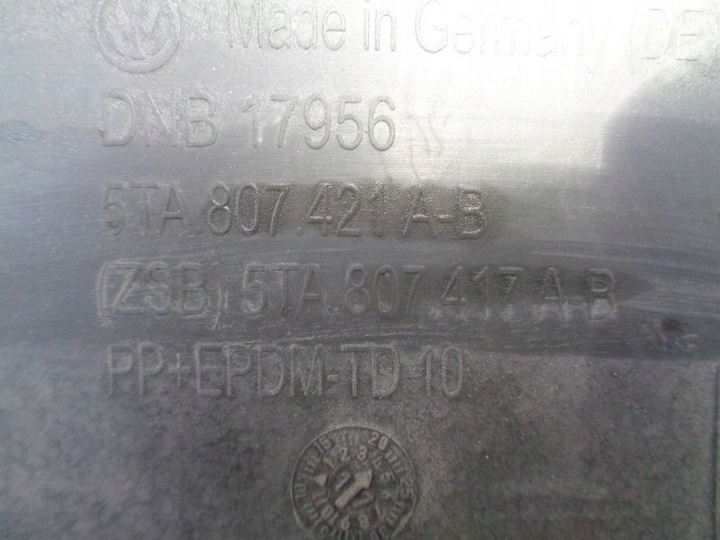 Made in Germany (DE
DNB 17956
5TA.807.421 A-B
(ZSB) 5TA.807.417 A-B
PP+EPDM-TD 10